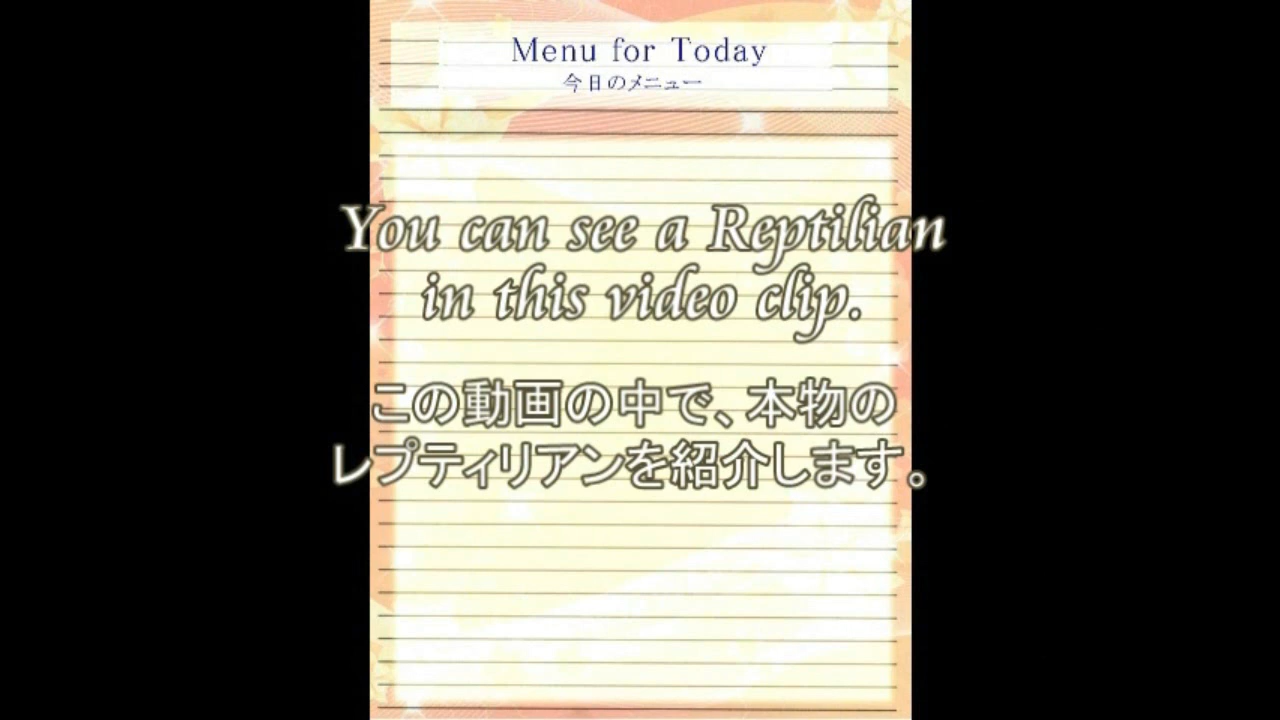 Menu for Today
今日のメニュー
You can see a Reptilian
in this video clip.
この動画の中で、本物の
レプティリアンを紹介します。